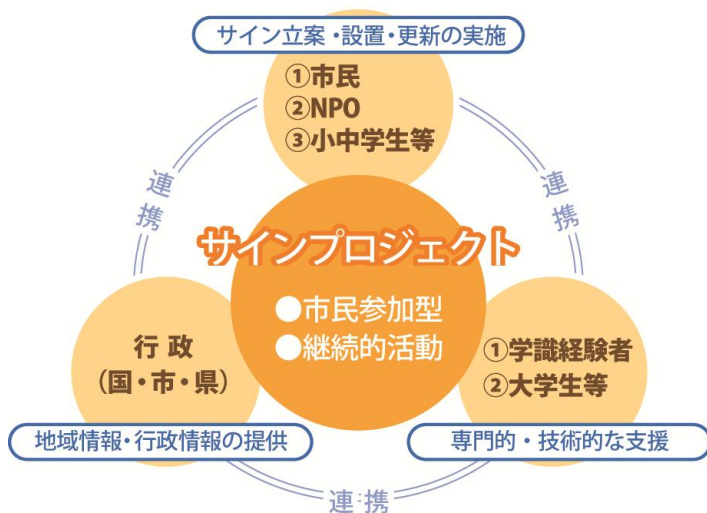 サイン立案・設置・更新の実施
①市民
②NPO
③小中学生等
連携
連携
サインプロジェクト
●市民参加型
●継続的活動
行政
（国・市・県）
地域情報・行政情報の提供
①学識経験者
②大学生等
専門的・技術的な支援
連携